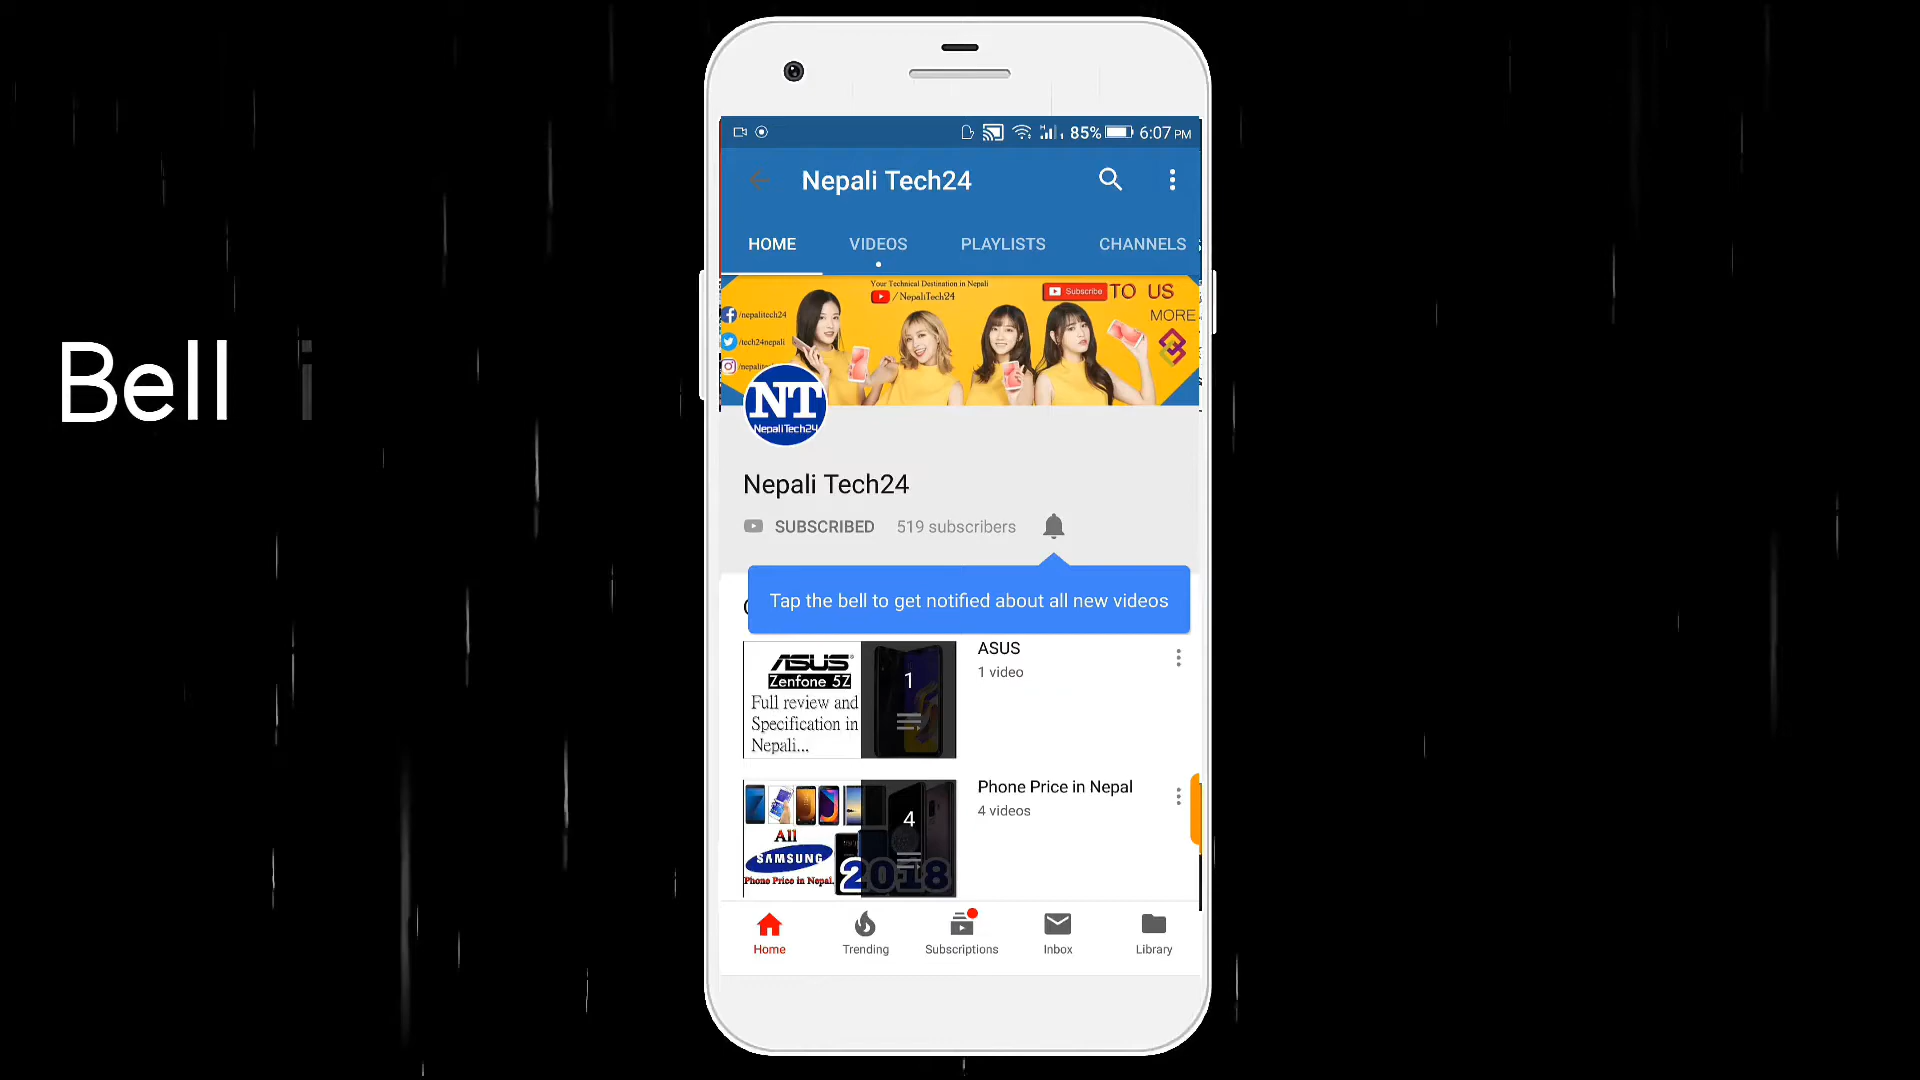 Bell i
85% 6:07 PM
Nepali Tech24
HOME VIDEOS PLAYLISTS CHANNELS
Your Technical Destination in Nepali
/NepaliTech24
Subscribe TO US
MORE
/nepalitech24
/tech24nepali
NT
NepaliTech24
Nepali Tech24
SUBSCRIBED 519 subscribers
Tap the bell to get notified about all new videos
ASUS
Zenfone 5Z
Full review and
Specification in
Nepali...
1
ASUS
1 video
All
SAMSUNG
Phone Price in Nepal.
2018
4
Phone Price in Nepal
4 videos
Home Trending Subscriptions Inbox Library